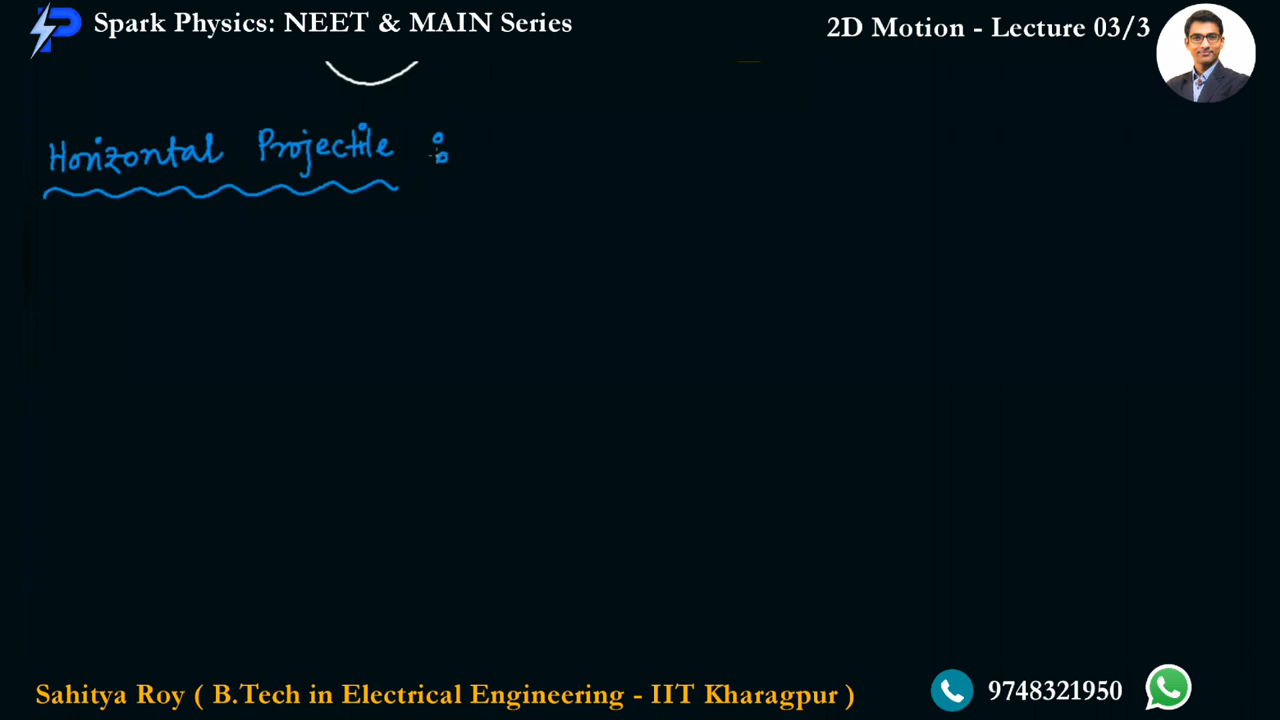 Spark Physics: NEET & MAIN Series
2D Motion - Lecture 03/3
Horizontal Projectile :
Sahitya Roy ( B.Tech in Electrical Engineering - IIT Kharagpur )
9748321950